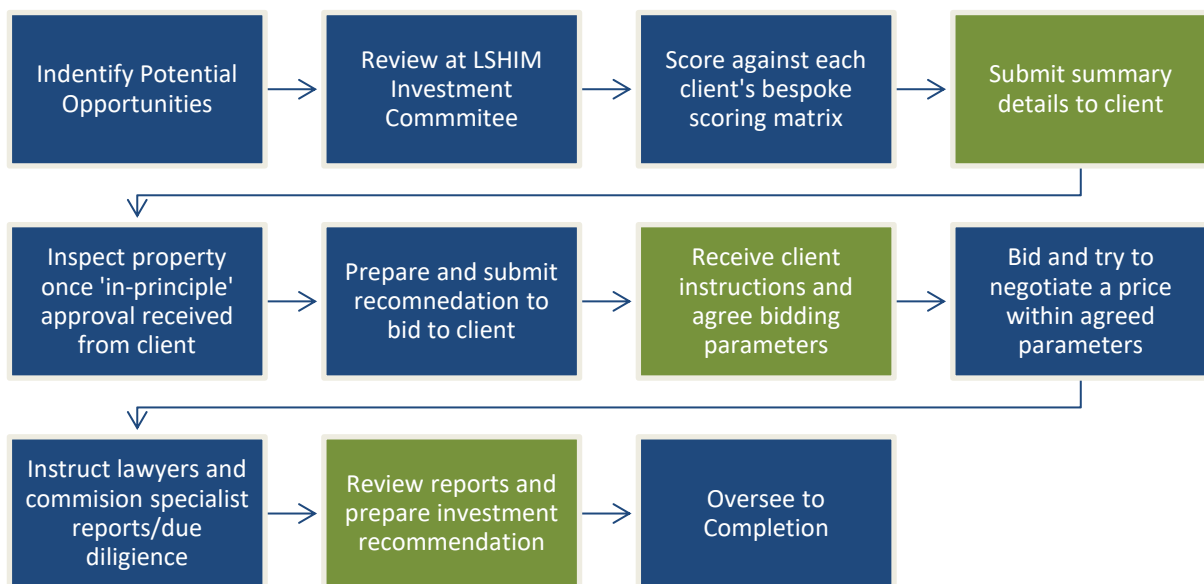 Indentify Potential
Opportunities
Review at LSHIM
Investment
Commmitee
Score against each
client's bespoke
scoring matrix
Submit summary
details to client
Inspect property
once 'in-principle'
approval received
from client
Prepare and submit
recomnedation to
bid to client
Receive client
instructions and
agree bidding
parameters
Bid and try to
negotiate a price
within agreed
parameters
Instruct lawyers and
commision specialist
reports/due
diligience
Review reports and
prepare investment
recommendation
Oversee to
Completion